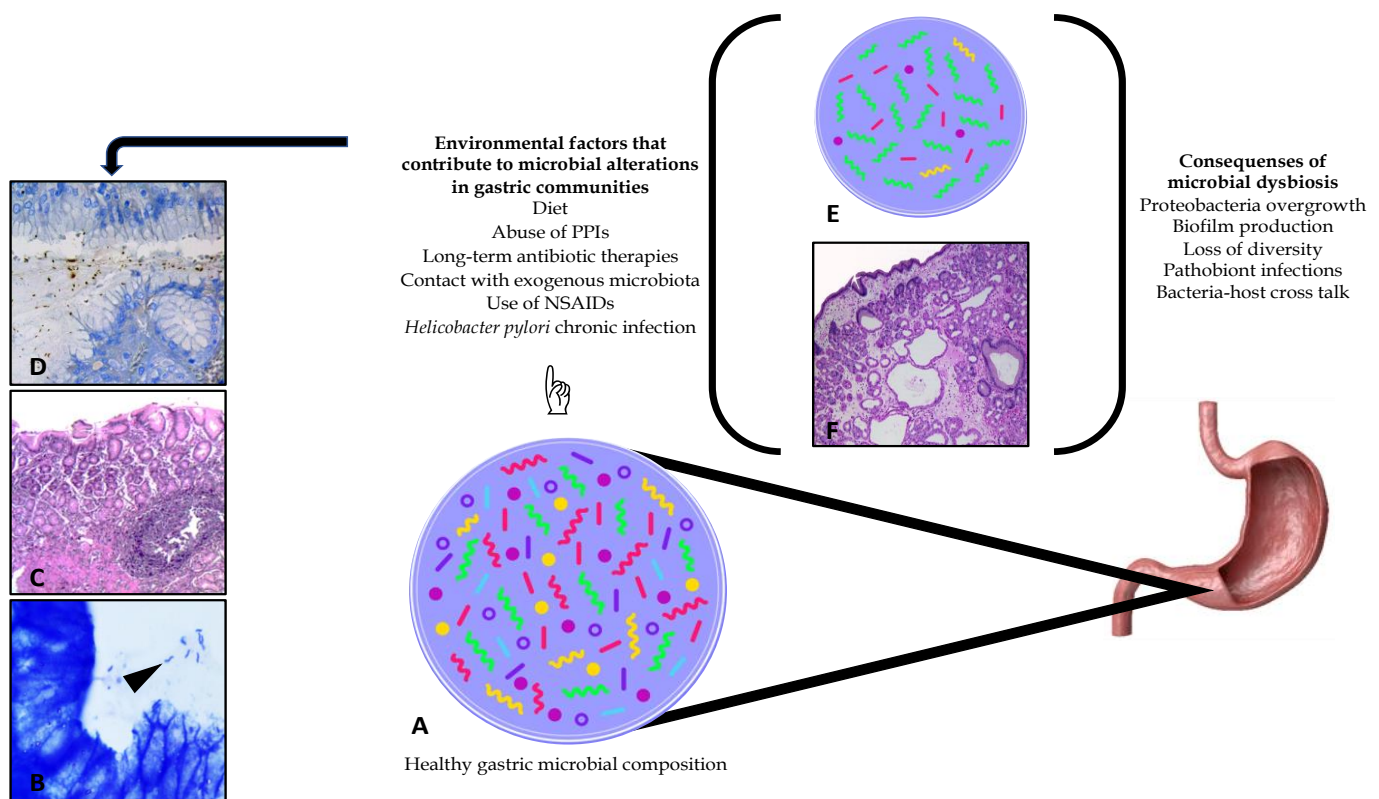 Environmental factors that
contribute to microbial alterations
in gastric communities
Diet
Abuse of PPIs
Long-term antibiotic therapies
Contact with exogenous microbiota
Use of NSAIDs
Helicobacter pylori chronic infection
E
F
Consequenses of
microbial dysbiosis
Proteobacteria overgrowth
Biofilm production
Loss of diversity
Pathobiont infections
Bacteria-host cross talk
D
C
B
A
Healthy gastric microbial composition